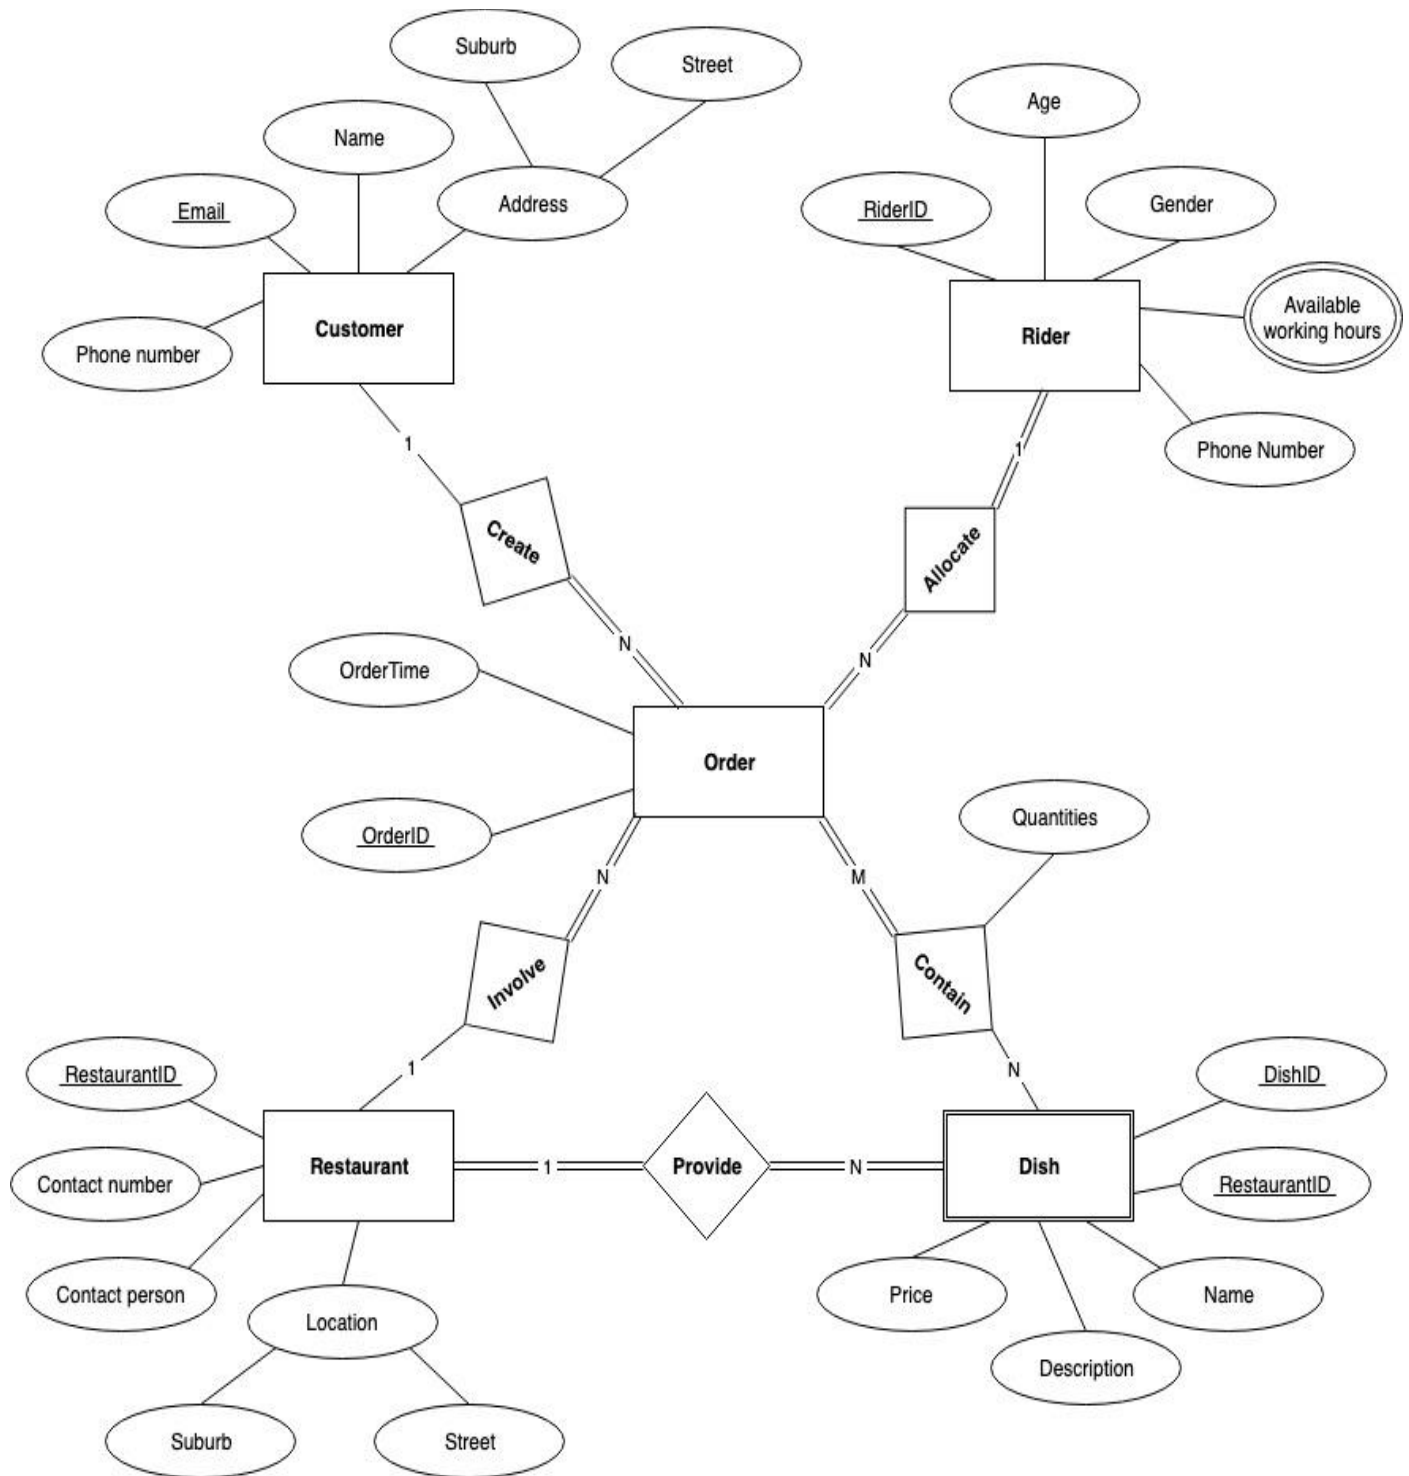 Suburb
Street
Age
Name
Email
Address
RiderID
Gender
Available
working hours
Customer
Rider
Phone number
1
1
Phone Number
Create
Allocate
N
N
OrderTime
Order
OrderID
Quantities
N
M
Involve
Contain
1
N
RestaurantID
DishID
Restaurant
1
Provide
N
Dish
Contact number
RestaurantID
Contact person
Price
Name
Location
Description
Suburb
Street